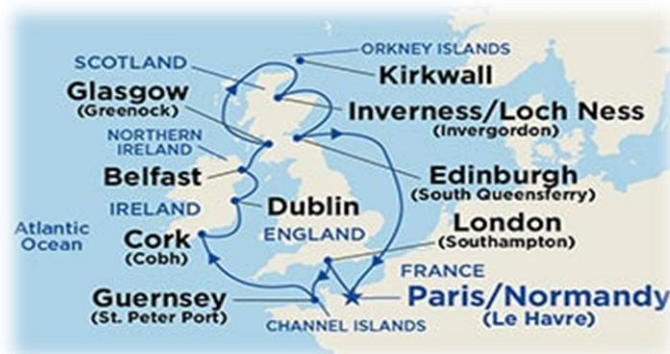 ORKNEY ISLANDS
SCOTLAND
Kirkwall
Glasgow
(Greenock)
Inverness/Loch Ness
(Invergordon)
NORTHERN
IRELAND
Belfast
Edinburgh
(South Queensferry)
IRELAND
Dublin
London
(Southampton)
ENGLAND
Atlantic
Ocean
Cork
(Cobh)
FRANCE
Guernsey
(St. Peter Port)
Paris/Normandy
(Le Havre)
CHANNEL ISLANDS